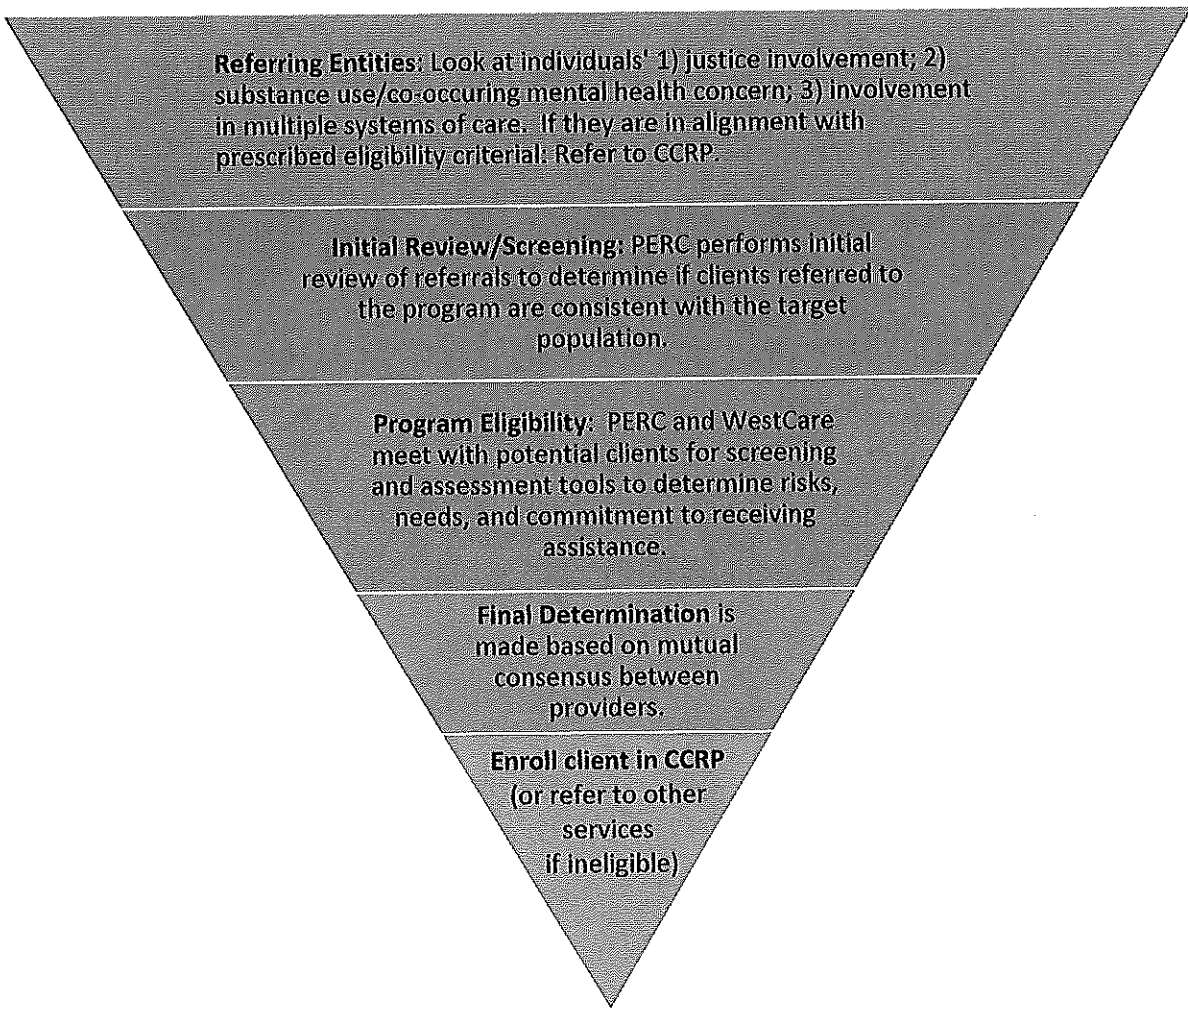 Referring Entities: Look at individuals' 1) justice involvement; 2)
substance use/co-occuring mental health concern; 3) involvement
in multiple systems of care.  If they are in alignment with
prescribed eligibility criterial: Refer to CCRP.
Initial Review/Screening: PERC performs initial
review of referrals to determine if clients referred to
the program are consistent with the target
population.
Program Eligibility:  PERC and WestCare
meet with potential clients for screening
and assessment tools to determine risks,
needs, and commitment to receiving
assistance.
Final Determination is
made based on mutual
consensus between
providers.
Enroll client in CCRP
(or refer to other
services
if ineligible)